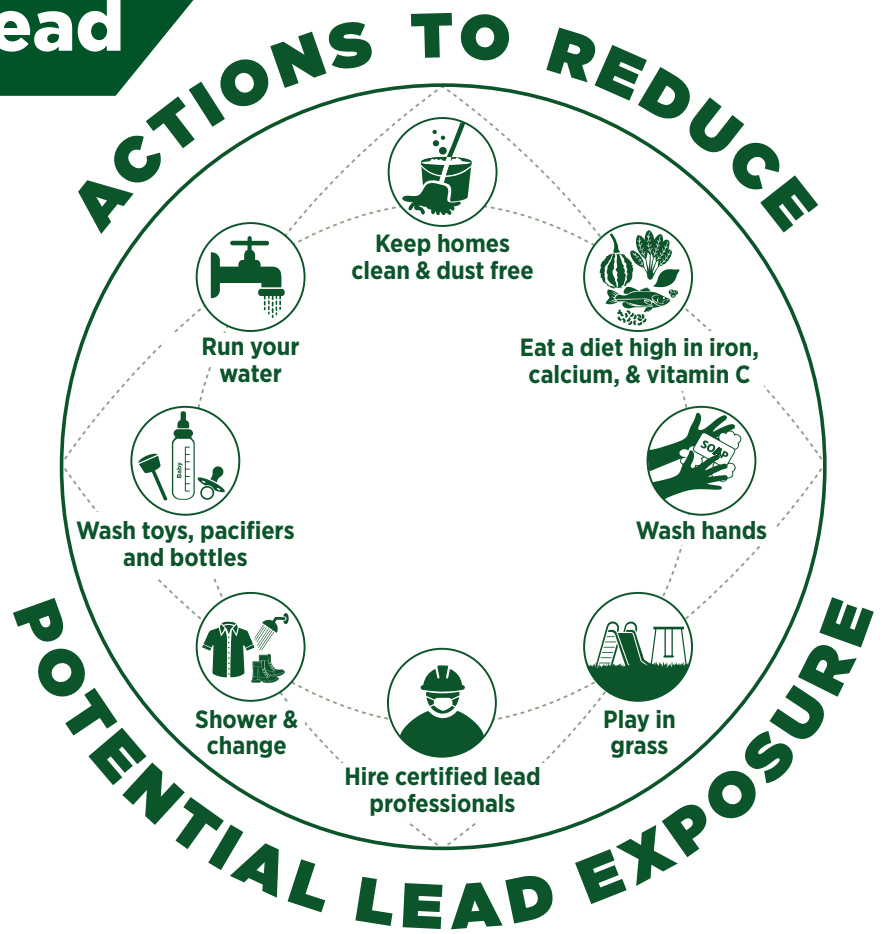 ead
ACTIONS TO REDUCE
Keep homes
clean & dust free
Eat a diet high in iron,
calcium, & vitamin C
SOAP
Wash hands
Play in
grass
Hire certified lead
professionals
Shower &
change
Baby
Wash toys, pacifiers
and bottles
Run your
water
POTENTIAL LEAD EXPOSURE